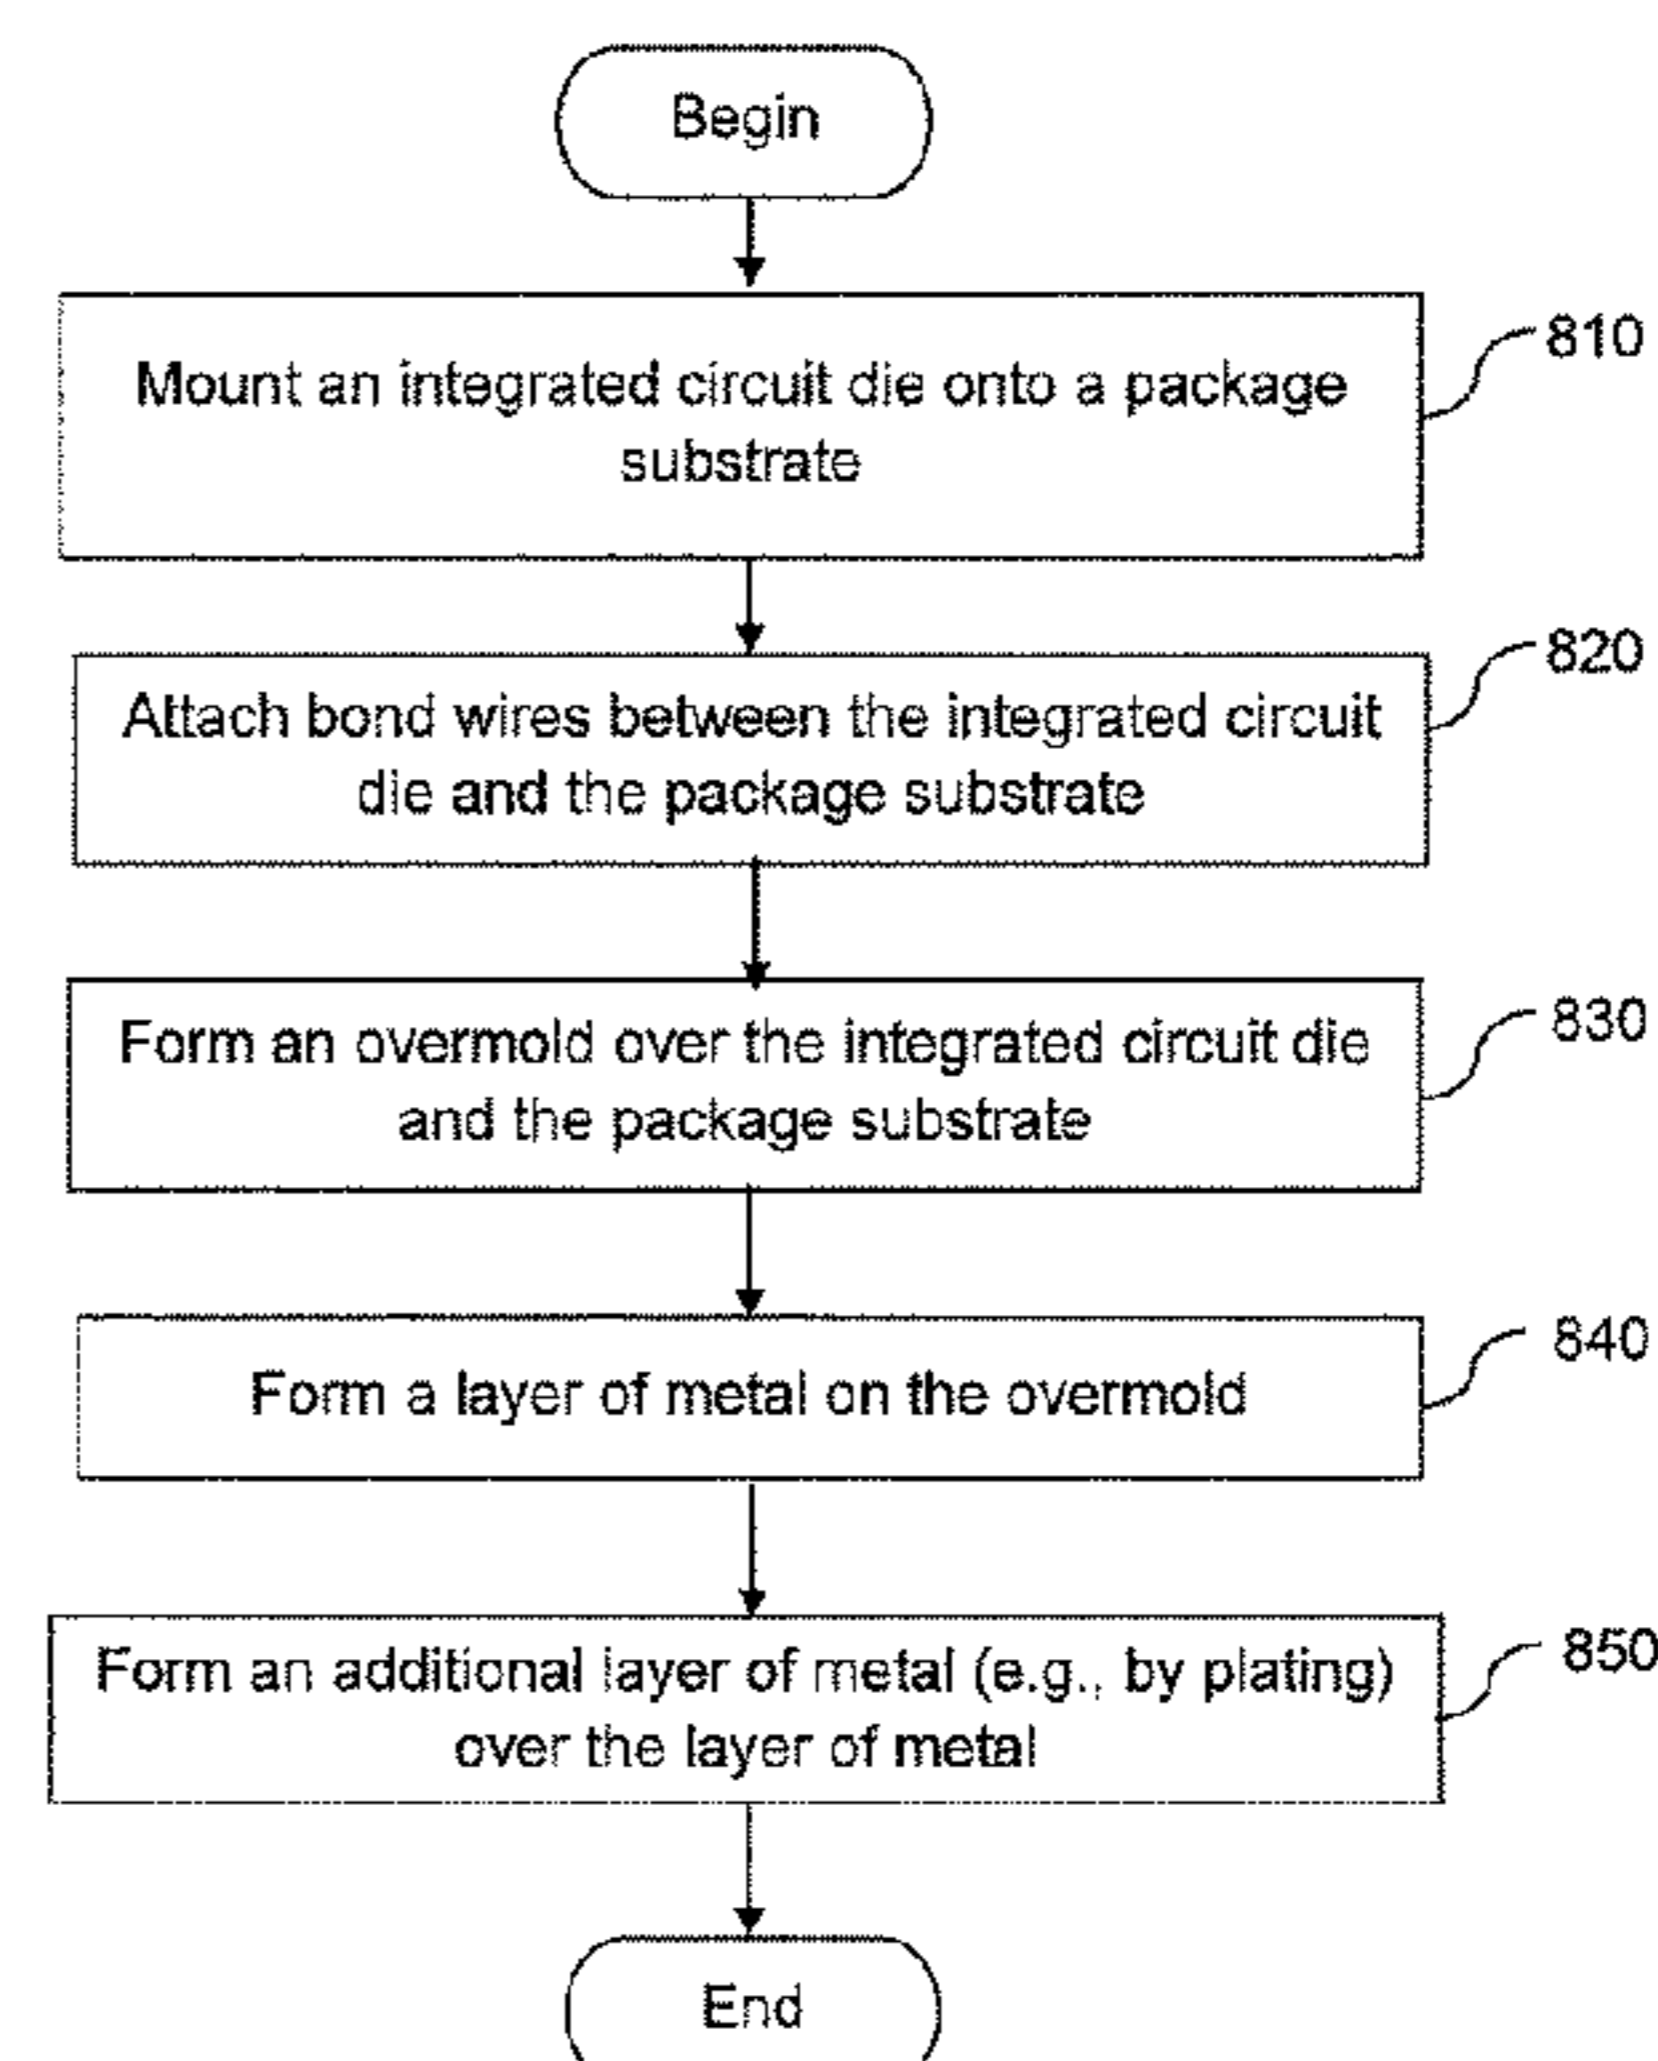 Begin
810
Mount an integrated circuit die onto a package
substrate
820
Attach bond wires between the integrated circuit
die and the package substrate
830
Form an overmold over the integrated circuit die
and the package substrate
840
Form a layer of metal on the overmold
850
Form an additional layer of metal (e.g., by plating)
over the layer of metal
End